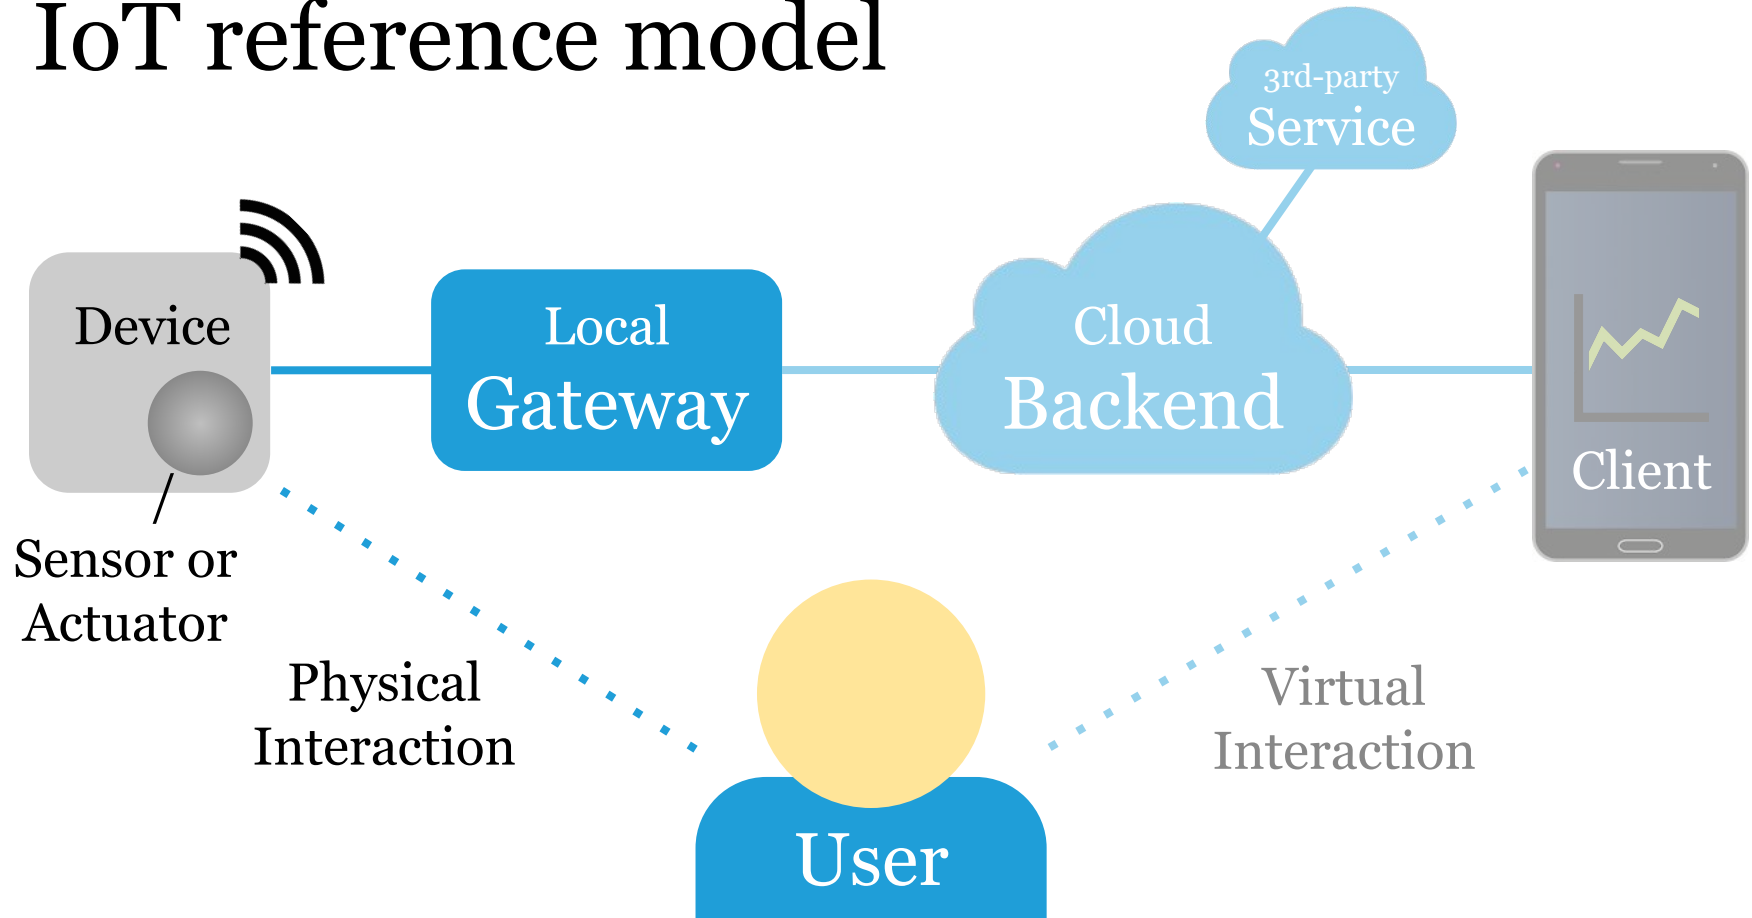 IoT reference model
3rd-party
Service
Device
Local
Gateway
Cloud
Backend
Client
Sensor or
Actuator
Physical
Interaction
Virtual
Interaction
User